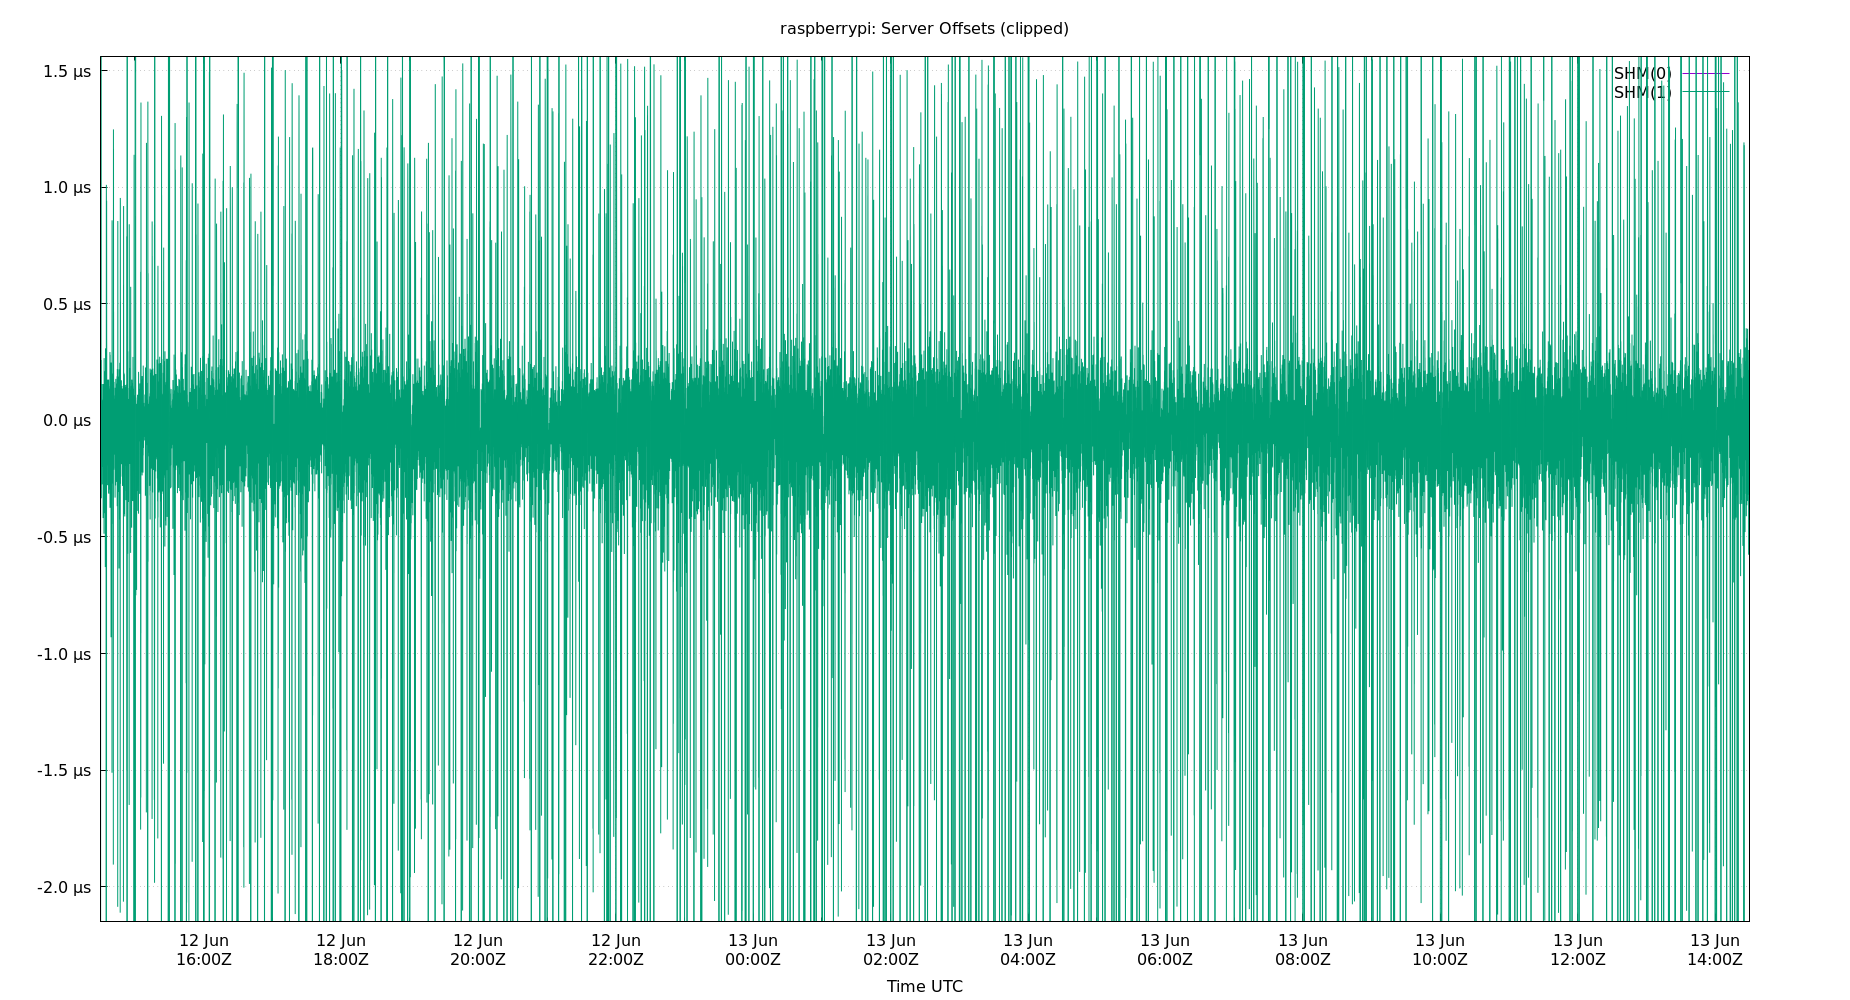 raspberrypi: Server Offsets (clipped)
1.5 µs
SHM(0)
SHM(1)
1.0 µs
0.5 µs
0.0 µs
-0.5 µs
-1.0 µs
-1.5 µs
-2.0 µs
12 Jun 12 Jun 12 Jun 12 Jun 13 Jun 13 Jun 13 Jun 13 Jun 13 Jun 13 Jun 13 Jun 13 Jun
16:00Z 18:00Z 20:00Z 22:00Z 00:00Z 02:00Z 04:00Z 06:00Z 08:00Z 10:00Z 12:00Z 14:00Z
Time UTC